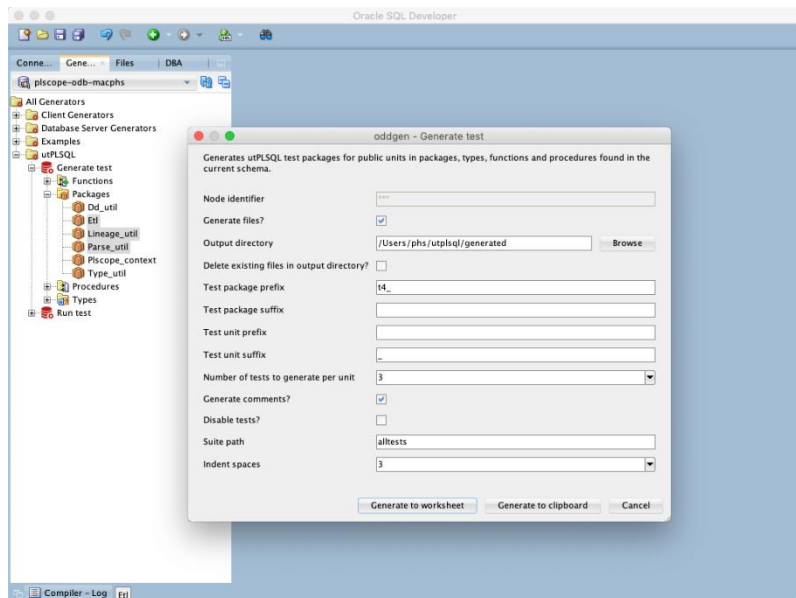 Oracle SQL Developer
SQL
Conne...
Gene... ×
Files
DBA
plscope-odb-macphs
All Generators
Client Generators
Database Server Generators
Examples
utPLSQL
Generate test
Functions
Packages
Dd_util
Etl
Lineage_util
Parse_util
Plscope_context
Type_util
Procedures
Types
Run test
oddgen - Generate test
Generates utPLSQL test packages for public units in packages, types, functions and procedures found in the
current schema.
Node identifier ***
Generate files?
Output directory /Users/phs/utplsql/generated Browse
Delete existing files in output directory?
Test package prefix t4_
Test package suffix
Test unit prefix
Test unit suffix _
Number of tests to generate per unit 3
Generate comments?
Disable tests?
Suite path alltests
Indent spaces 3
Generate to worksheet Generate to clipboard Cancel
Compiler - Log Etl